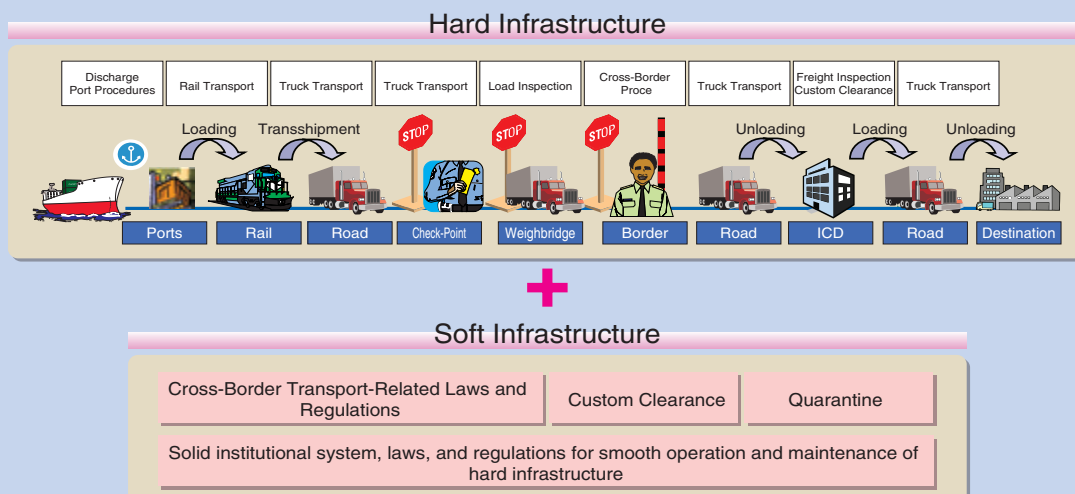 Hard Infrastructure
Discharge
Port Procedures
Rail Transport
Truck Transport
Truck Transport
Load Inspection
Cross-Border
Proce
Truck Transport
Freight Inspection
Custom Clearance
Truck Transport
Loading
Transshipment
STOP
STOP
STOP
Unloading
Loading
Unloading
Ports
Rail
Road
Check-Point
Weighbridge
Border
Road
ICD
Road
Destination
+
Soft Infrastructure
Cross-Border Transport-Related Laws and
Regulations
Custom Clearance
Quarantine
Solid institutional system, laws, and regulations for smooth operation and maintenance of
hard infrastructure